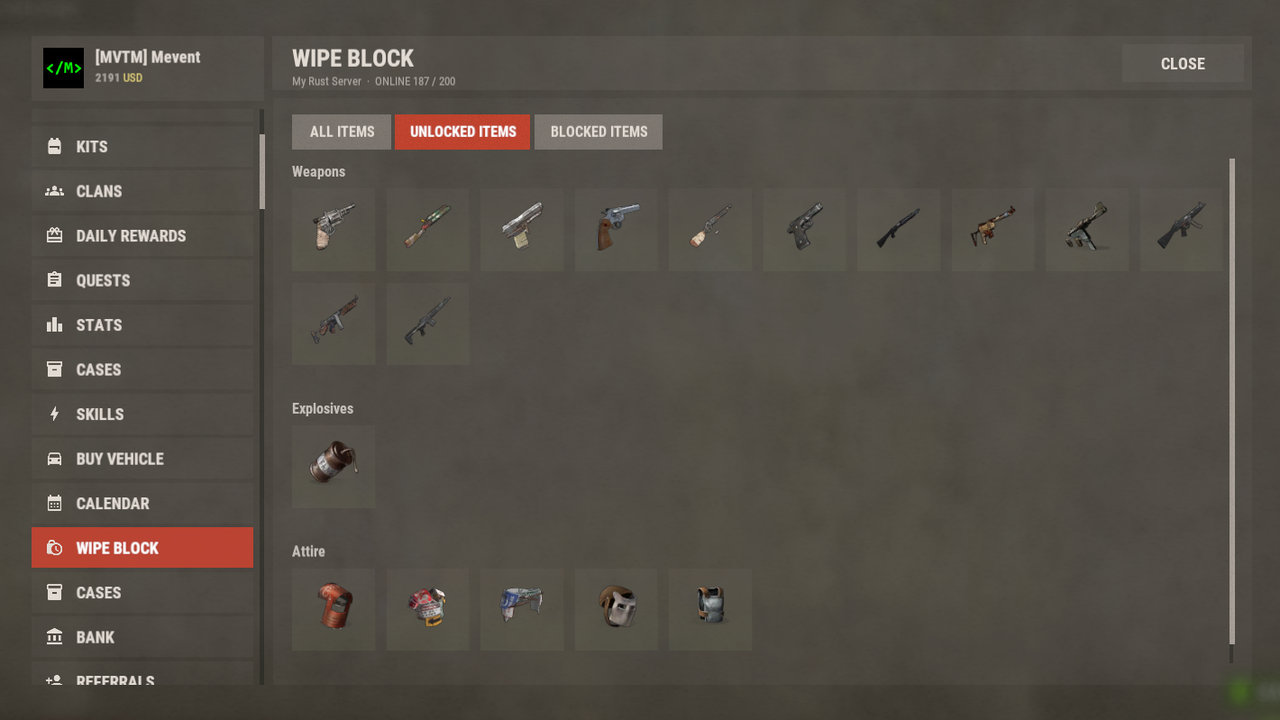 </M>
[MVTM] Mevent
2191 USD
KITS
CLANS
DAILY REWARDS
QUESTS
STATS
CASES
SKILLS
BUY VEHICLE
CALENDAR
WIPE BLOCK
CASES
BANK
REFERRALS
WIPE BLOCK
My Rust Server · ONLINE 187 / 200
CLOSE
ALL ITEMS
UNLOCKED ITEMS
BLOCKED ITEMS
Weapons
Explosives
Attire